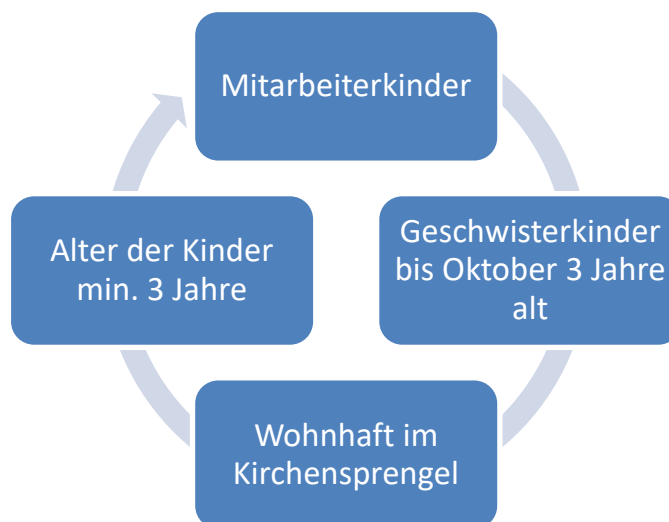 Mitarbeiterkinder
Geschwisterkinder
bis Oktober 3 Jahre
alt
Wohnhaft im
Kirchensprengel
Alter der Kinder
min. 3 Jahre